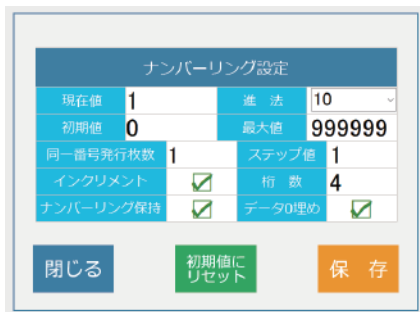 ナンバーリング設定
現在値 1 進 法 10
初期値 0 最大値 999999
同一番号発行枚数 1 ステップ値 1
インクリメント 桁 数 4
ナンバーリング保持 データ0埋め
閉じる 初期値に 保 存
リセット